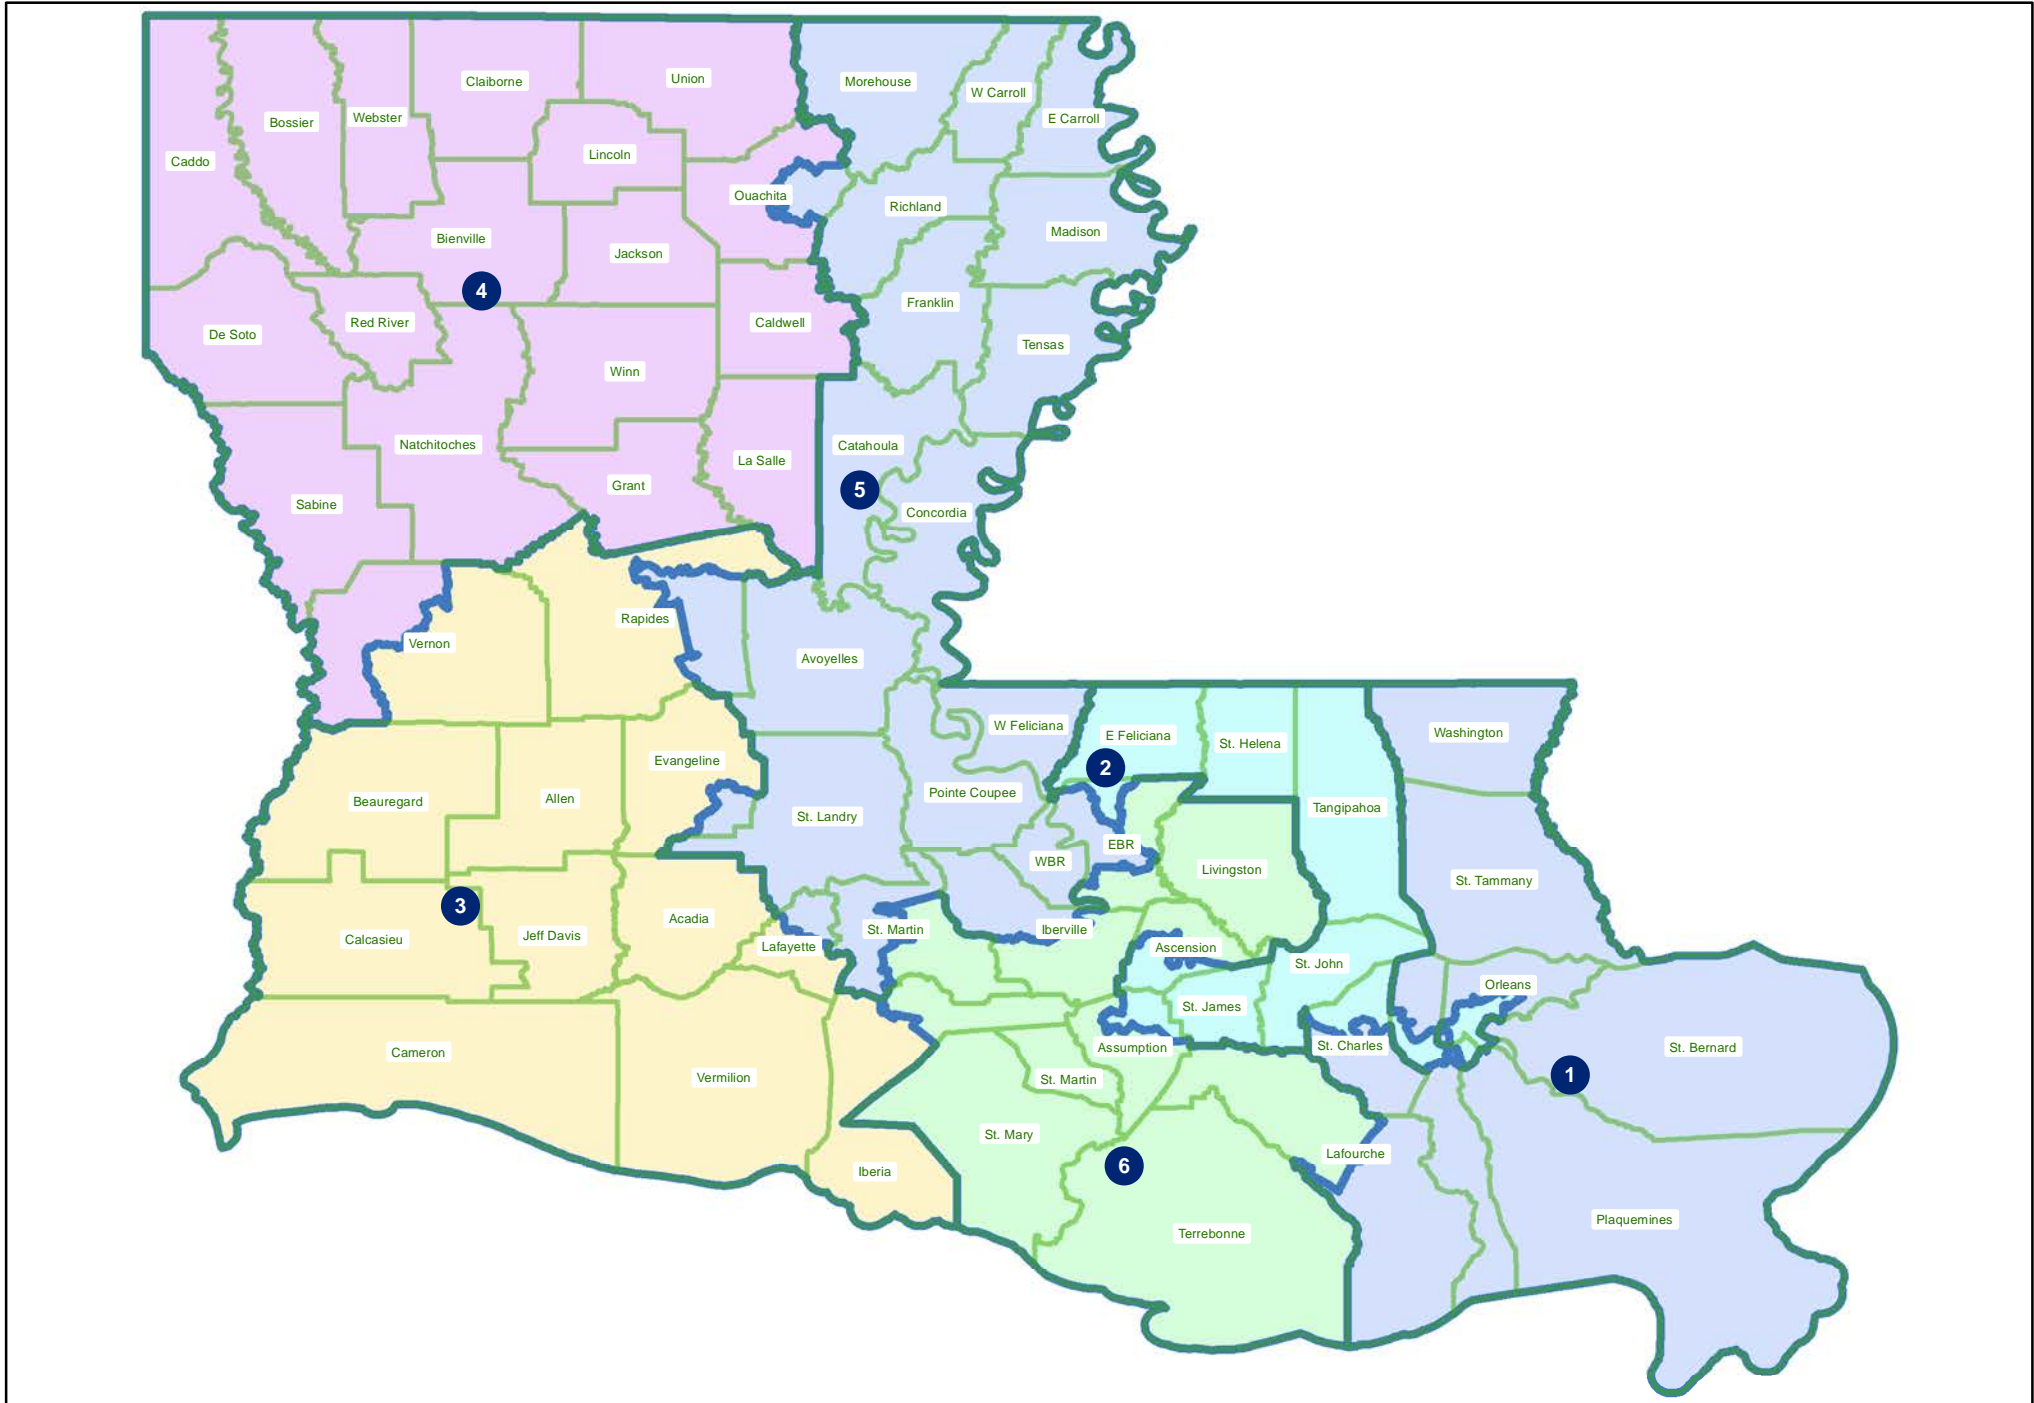 Claiborne
Union
Morehouse
W Carroll
Bossier
Webster
E Carroll
Caddo
Lincoln
Ouachita
Richland
Bienville
Jackson
Madison
4
Franklin
De Soto
Red River
Caldwell
Tensas
Winn
Natchitoches
Catahoula
La Salle
Grant
5
Sabine
Concordia
Rapides
Vernon
Avoyelles
W Feliciana
E Feliciana
St. Helena
Washington
Evangeline
2
Beauregard
Allen
Pointe Coupee
Tangipahoa
St. Landry
EBR
WBR
Livingston
St. Tammany
3
Acadia
Calcasieu
Jeff Davis
Lafayette
St. Martin
Iberville
Ascension
St. John
Orleans
St. James
Cameron
Assumption
St. Charles
St. Bernard
Vermilion
St. Martin
1
St. Mary
Iberia
6
Lafourche
Terrebonne
Plaquemines